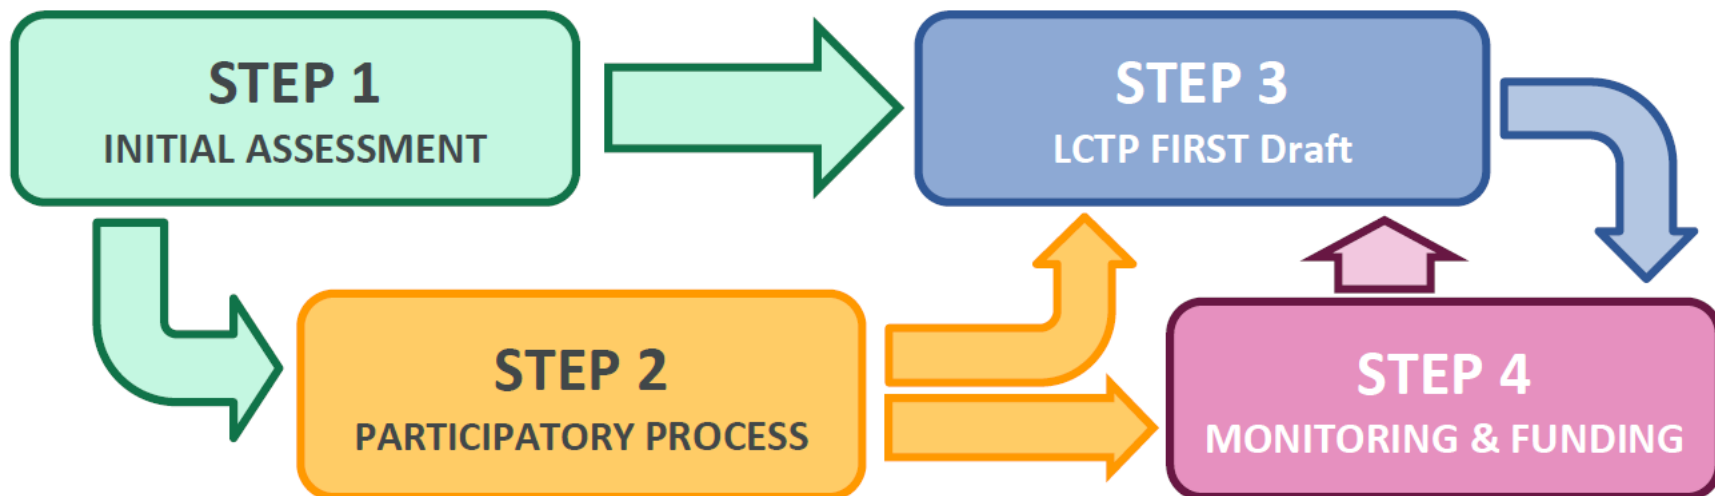 STEP 1
INITIAL ASSESSMENT
STEP 3
LCTP FIRST Draft
STEP 2
PARTICIPATORY PROCESS
STEP 4
MONITORING & FUNDING